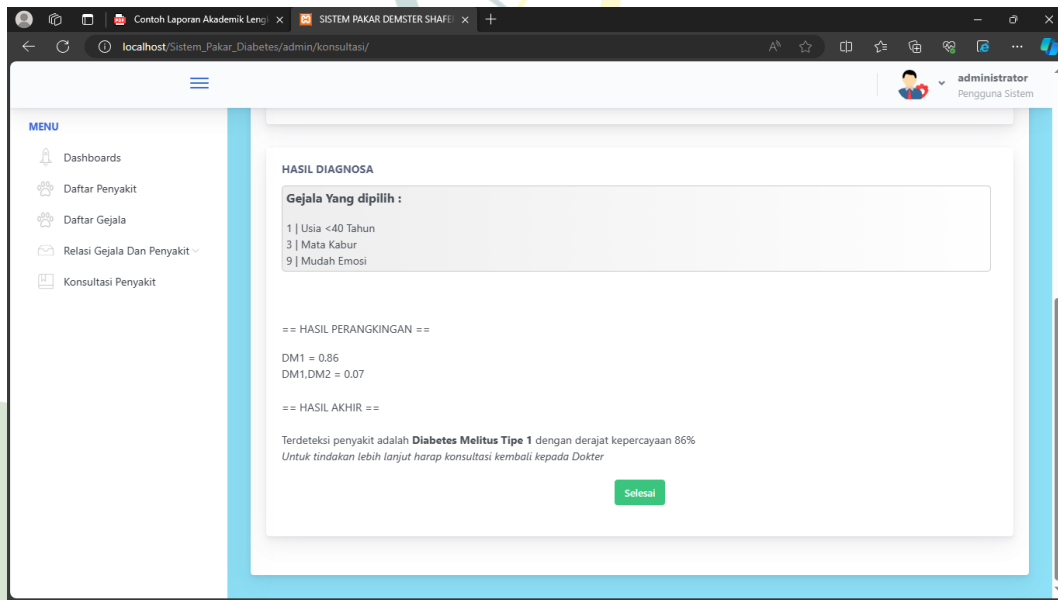 Contoh Laporan Akademik Lengk
SISTEM PAKAR DEMSTER SHAFE
localhost/Sistem_Pakar_Diabetes/admin/konsultasi/
administrator
Pengguna Sistem
MENU
Dashboards
Daftar Penyakit
Daftar Gejala
Relasi Gejala Dan Penyakit
Konsultasi Penyakit
HASIL DIAGNOSA
Gejala Yang dipilih :
1 | Usia <40 Tahun
3 | Mata Kabur
9 | Mudah Emosi
== HASIL PERANGKINGAN ==
DM1 = 0.86
DM1,DM2 = 0.07
== HASIL AKHIR ==
Terdeteksi penyakit adalah Diabetes Melitus Tipe 1 dengan derajat kepercayaan 86%
Untuk tindakan lebih lanjut harap konsultasi kembali kepada Dokter
Selesai